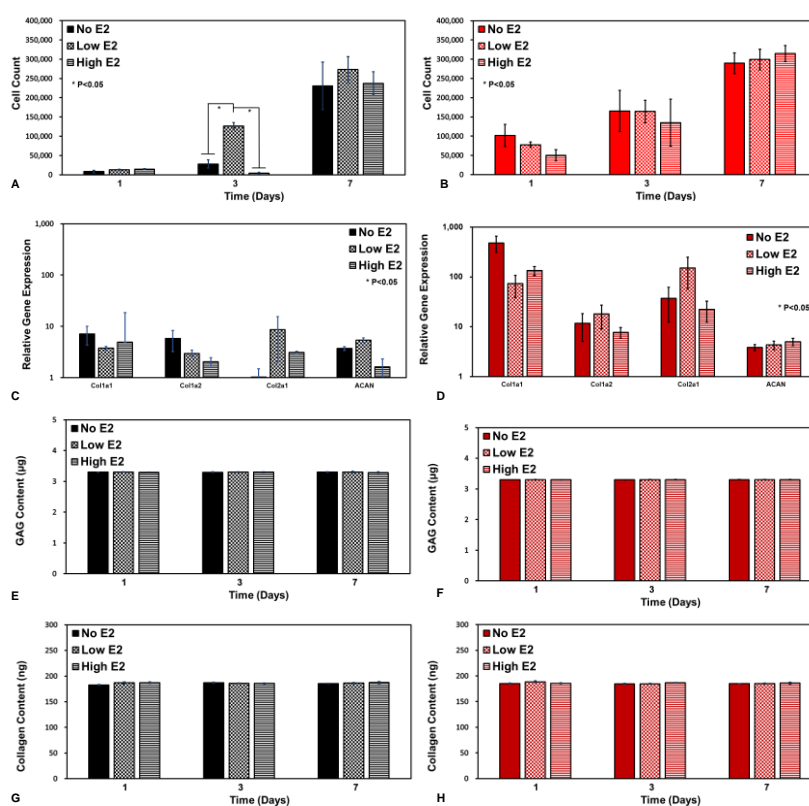 400,000
350,000
300,000
250,000
200,000
150,000
100,000
50,000
0
Cell Count
No E2
Low E2
High E2
* P<0.05
*
*
1
3
7
Time (Days)
A
400,000
350,000
300,000
250,000
200,000
150,000
100,000
50,000
0
Cell Count
No E2
Low E2
High E2
* P<0.05
1
3
7
Time (Days)
B
1,000
100
10
1
Relative Gene Expression
No E2
Low E2
High E2
* P<0.05
Col1a1
Col1a2
Col2a1
ACAN
C
1,000
100
10
1
Relative Gene Expression
No E2
Low E2
High E2
* P<0.05
Col1a1
Col1a2
Col2a1
ACAN
D
5
4
3
2
1
0
GAG Content (µg)
No E2
Low E2
High E2
1
3
7
Time (Days)
E
5
4
3
2
1
0
GAG Content (µg)
No E2
Low E2
High E2
1
3
7
Time (Days)
F
300
250
200
150
100
50
0
Collagen Content (ng)
No E2
Low E2
High E2
1
3
7
Time (Days)
G
300
250
200
150
100
50
0
Collagen Content (ng)
No E2
Low E2
High E2
1
3
7
Time (Days)
H